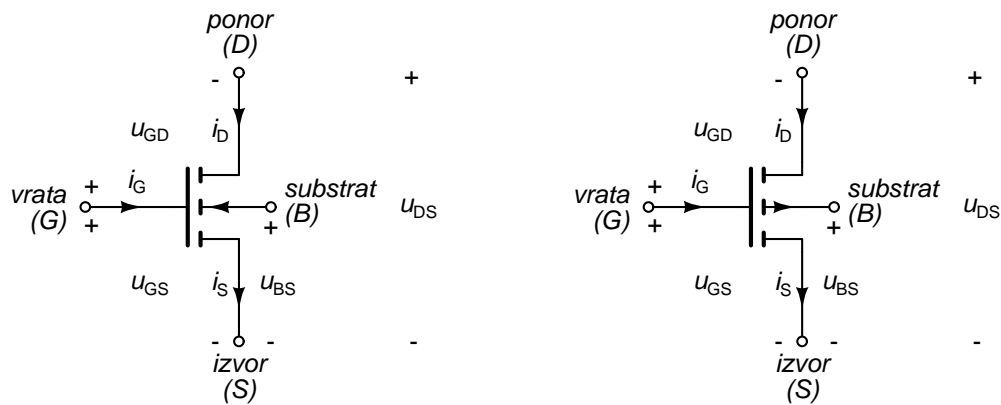 ponor
(D)
- +
u_GD i_D
vrata
(G)
+
+
i_G
substrat
(B)
+
u_DS
u_GS i_S u_BS
- - -
izvor
(S)
ponor
(D)
- +
u_GD i_D
vrata
(G)
+
+
i_G
substrat
(B)
+
u_DS
u_GS i_S u_BS
- - -
izvor
(S)